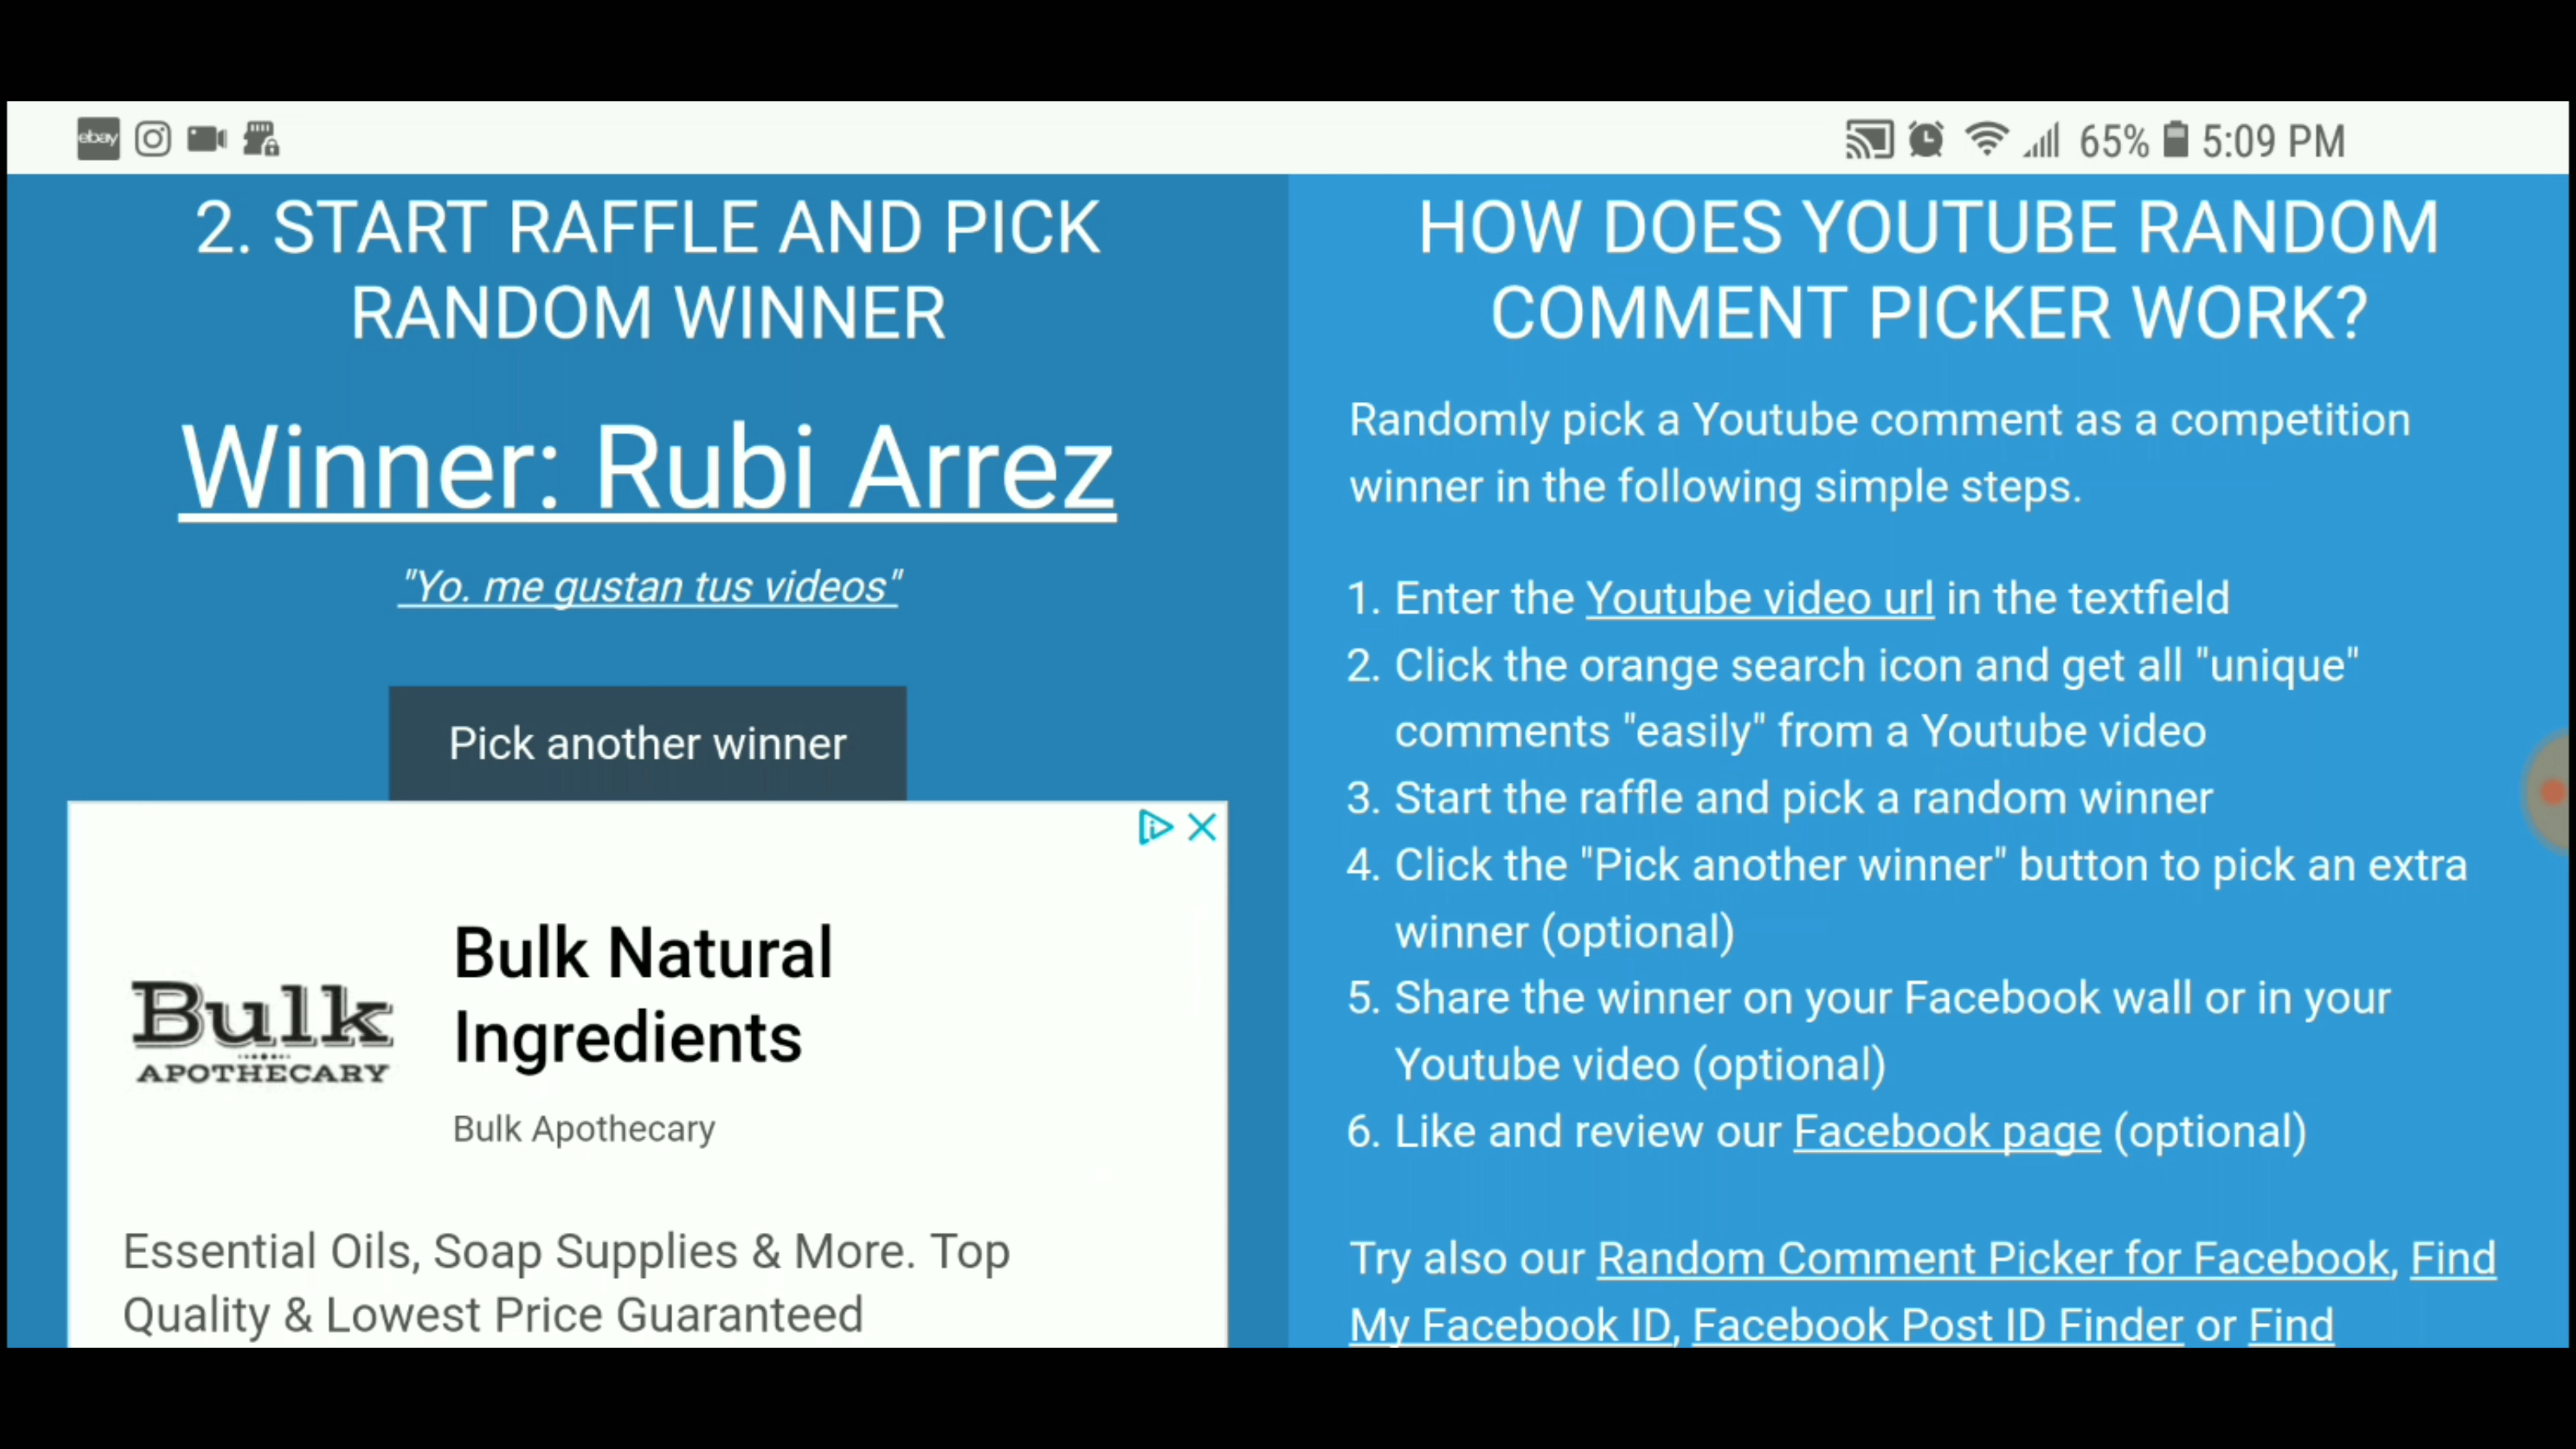 ebay
65% 5:09 PM
2. START RAFFLE AND PICK
RANDOM WINNER
Winner: Rubi Arrez
"Yo. me gustan tus videos"
Pick another winner
Bulk
APOTHECARY
Bulk Natural
Ingredients
Bulk Apothecary
Essential Oils, Soap Supplies & More. Top
Quality & Lowest Price Guaranteed
HOW DOES YOUTUBE RANDOM
COMMENT PICKER WORK?
Randomly pick a Youtube comment as a competition
winner in the following simple steps.
1. Enter the Youtube video url in the textfield
2. Click the orange search icon and get all "unique"
comments "easily" from a Youtube video
3. Start the raffle and pick a random winner
4. Click the "Pick another winner" button to pick an extra
winner (optional)
5. Share the winner on your Facebook wall or in your
Youtube video (optional)
6. Like and review our Facebook page (optional)
Try also our Random Comment Picker for Facebook, Find
My Facebook ID, Facebook Post ID Finder or Find